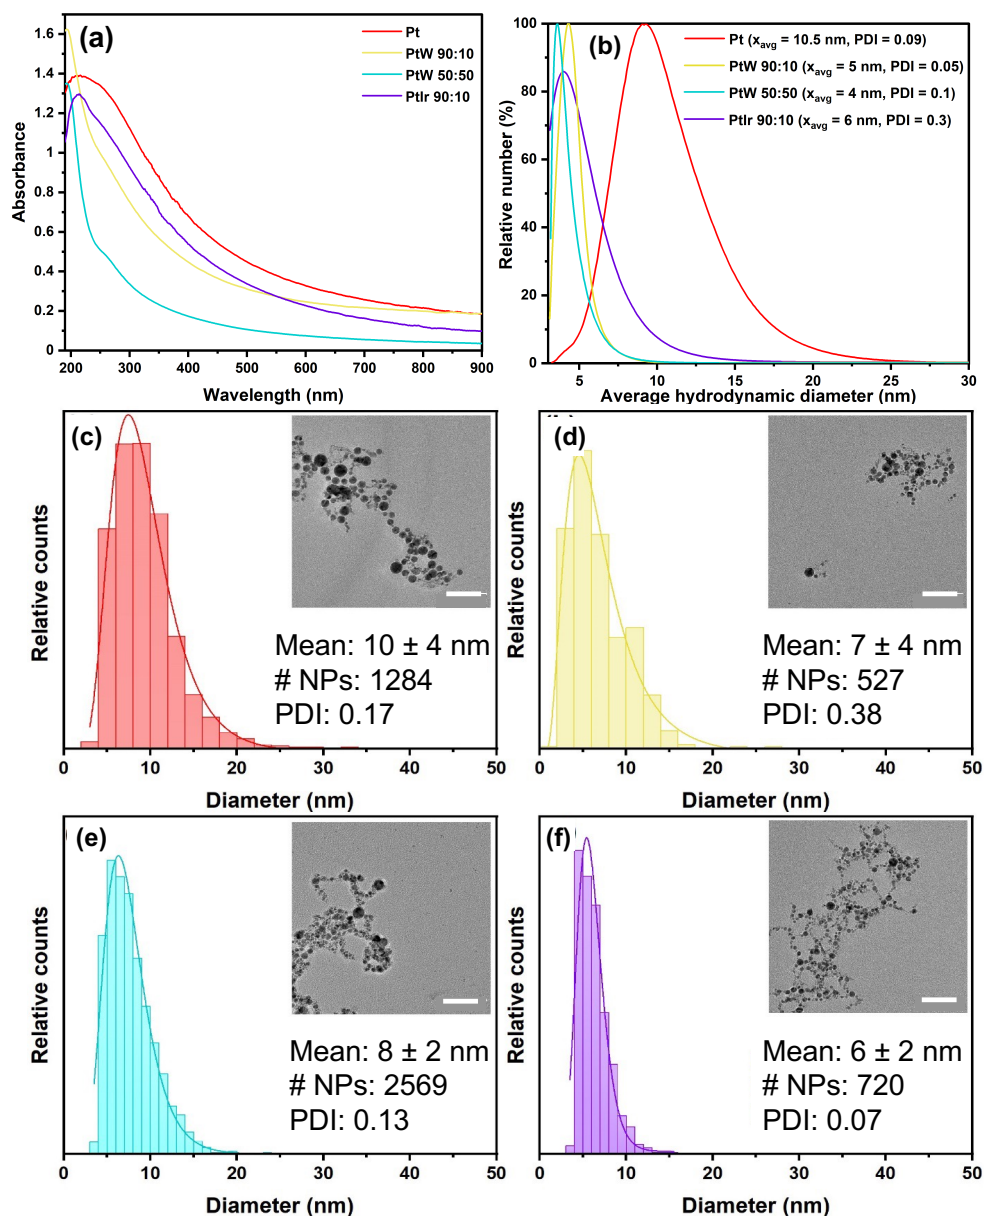 (a)
Pt
PtW 90:10
PtW 50:50
PtIr 90:10
1.6
1.4
1.2
1
0.8
0.6
0.4
0.2
0
Absorbance
200 300 400 500 600 700 800 900
Wavelength (nm)
(b)
Pt (xavg = 10.5 nm, PDI = 0.09)
PtW 90:10 (xavg = 5 nm, PDI = 0.05)
PtW 50:50 (xavg = 4 nm, PDI = 0.1)
PtIr 90:10 (xavg = 6 nm, PDI = 0.3)
100
80
60
40
20
0
Relative number (%)
5 10 15 20 25 30
Average hydrodynamic diameter (nm)
(c)
Mean: 10 ± 4 nm
# NPs: 1284
PDI: 0.17
Relative counts
0 10 20 30 40 50
Diameter (nm)
(d)
Mean: 7 ± 4 nm
# NPs: 527
PDI: 0.38
Relative counts
0 10 20 30 40 50
Diameter (nm)
(e)
Mean: 8 ± 2 nm
# NPs: 2569
PDI: 0.13
Relative counts
0 10 20 30 40 50
Diameter (nm)
(f)
Mean: 6 ± 2 nm
# NPs: 720
PDI: 0.07
Relative counts
0 10 20 30 40 50
Diameter (nm)